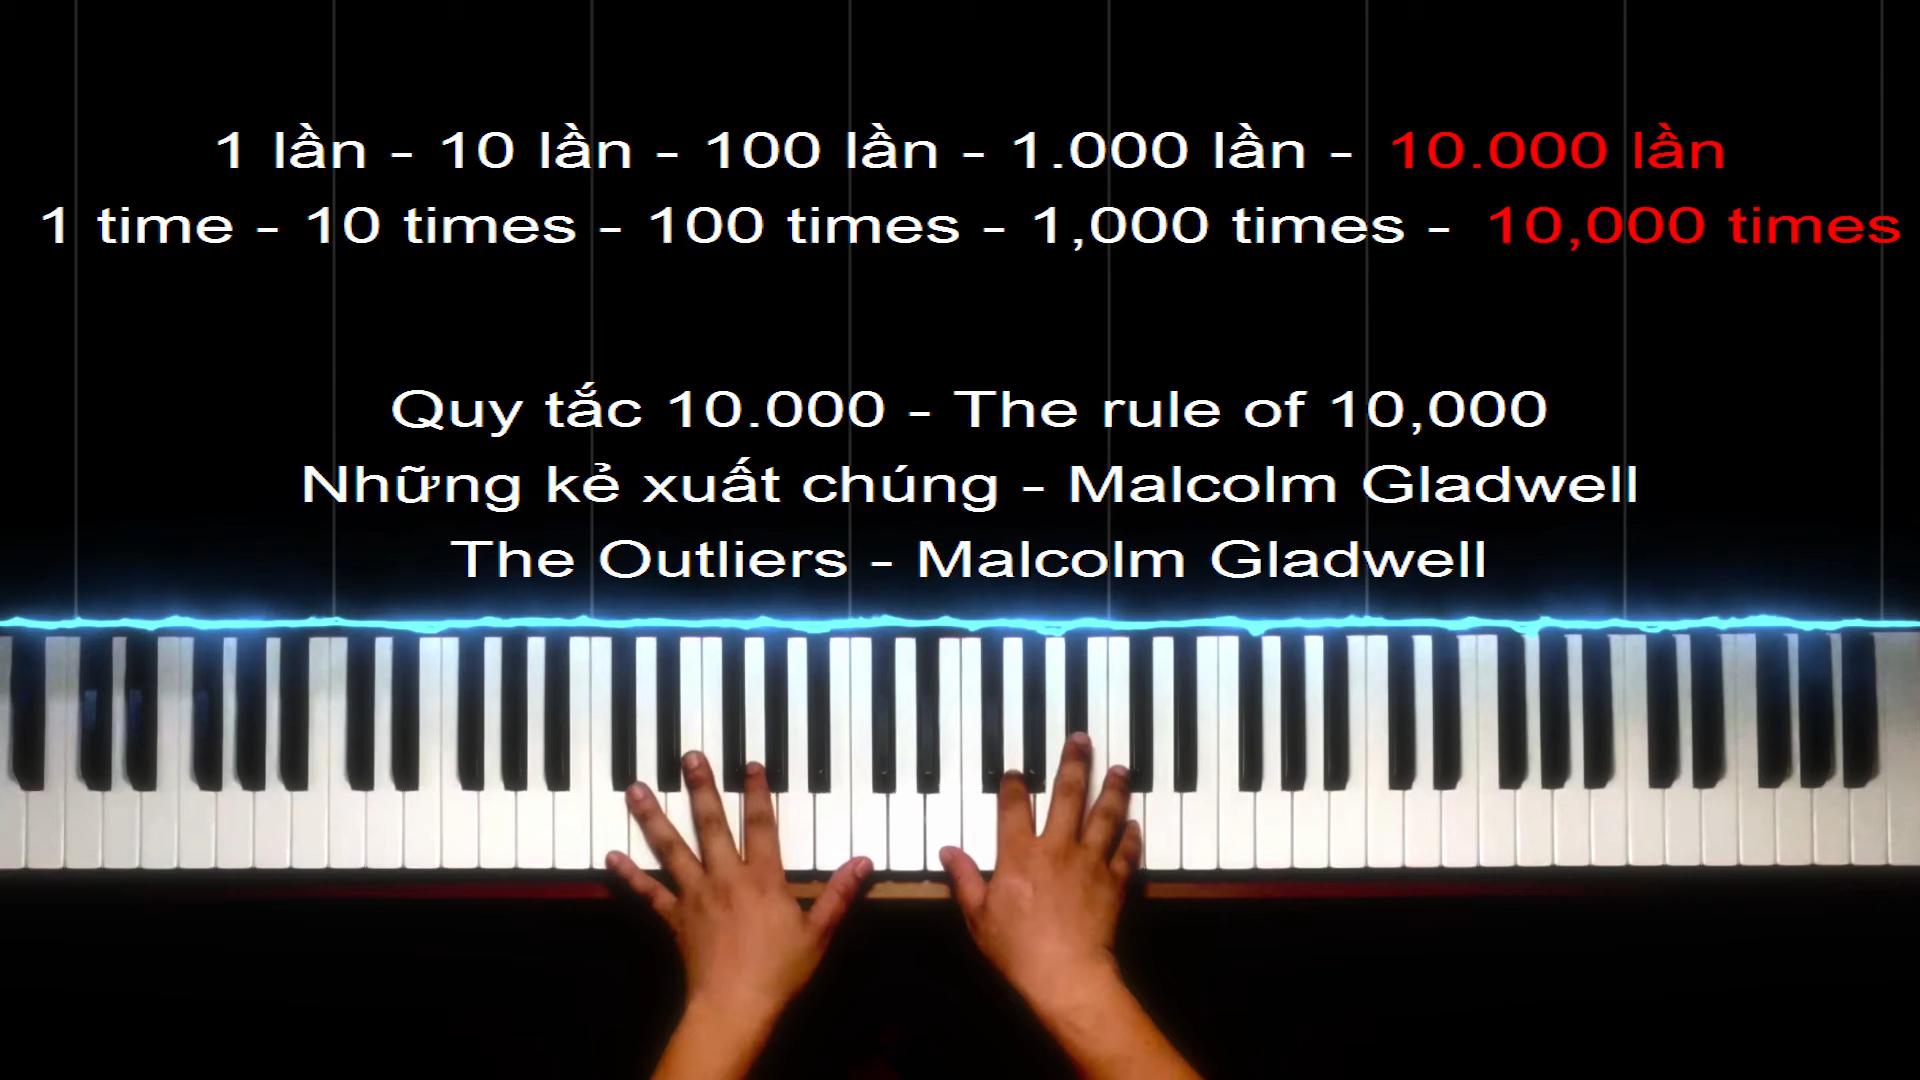 1 lần - 10 lần - 100 lần - 1.000 lần - 10.000 lần
1 time - 10 times - 100 times - 1,000 times - 10,000 times
Quy tắc 10.000 - The rule of 10,000
Những kẻ xuất chúng - Malcolm Gladwell
The Outliers - Malcolm Gladwell